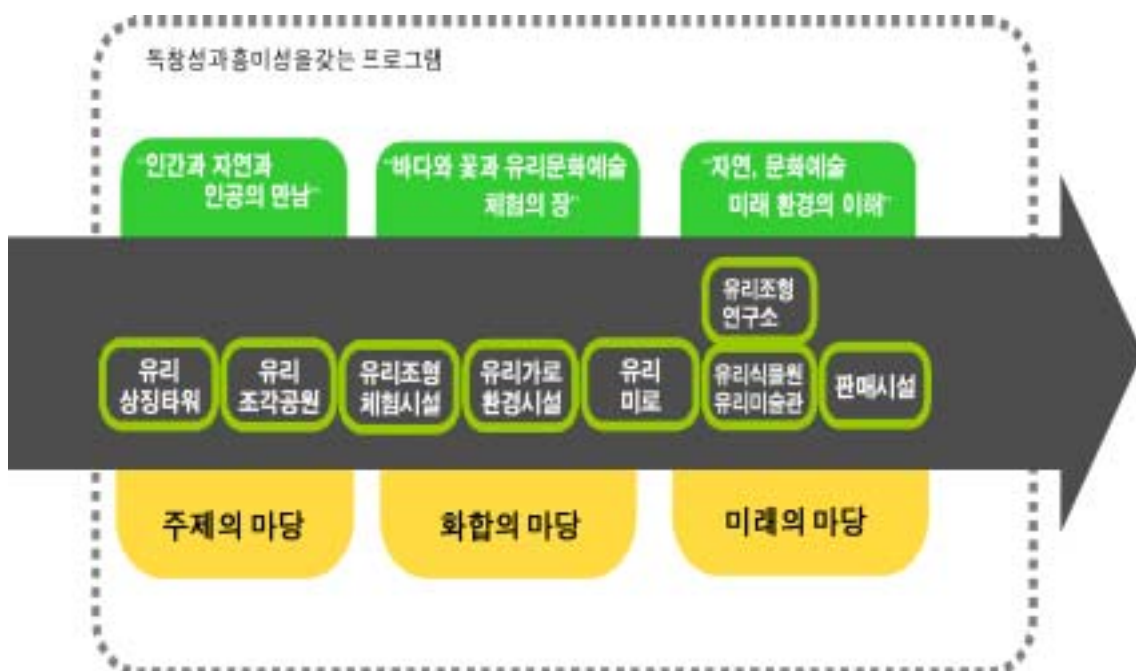 독창성과흥미성을갖는 프로그램
"인간과 자연과
인공의 만남"
"바다와 꽃과 유리문화예술
체험의 장"
"자연, 문화예술
미래 환경의 이해"
유리조형
연구소
유리
상징타워
유리
조각공원
유리조형
체험시설
유리가로
환경시설
유리
미로
유리식물원
유리미술관
판매시설
주제의 마당
화합의 마당
미래의 마당